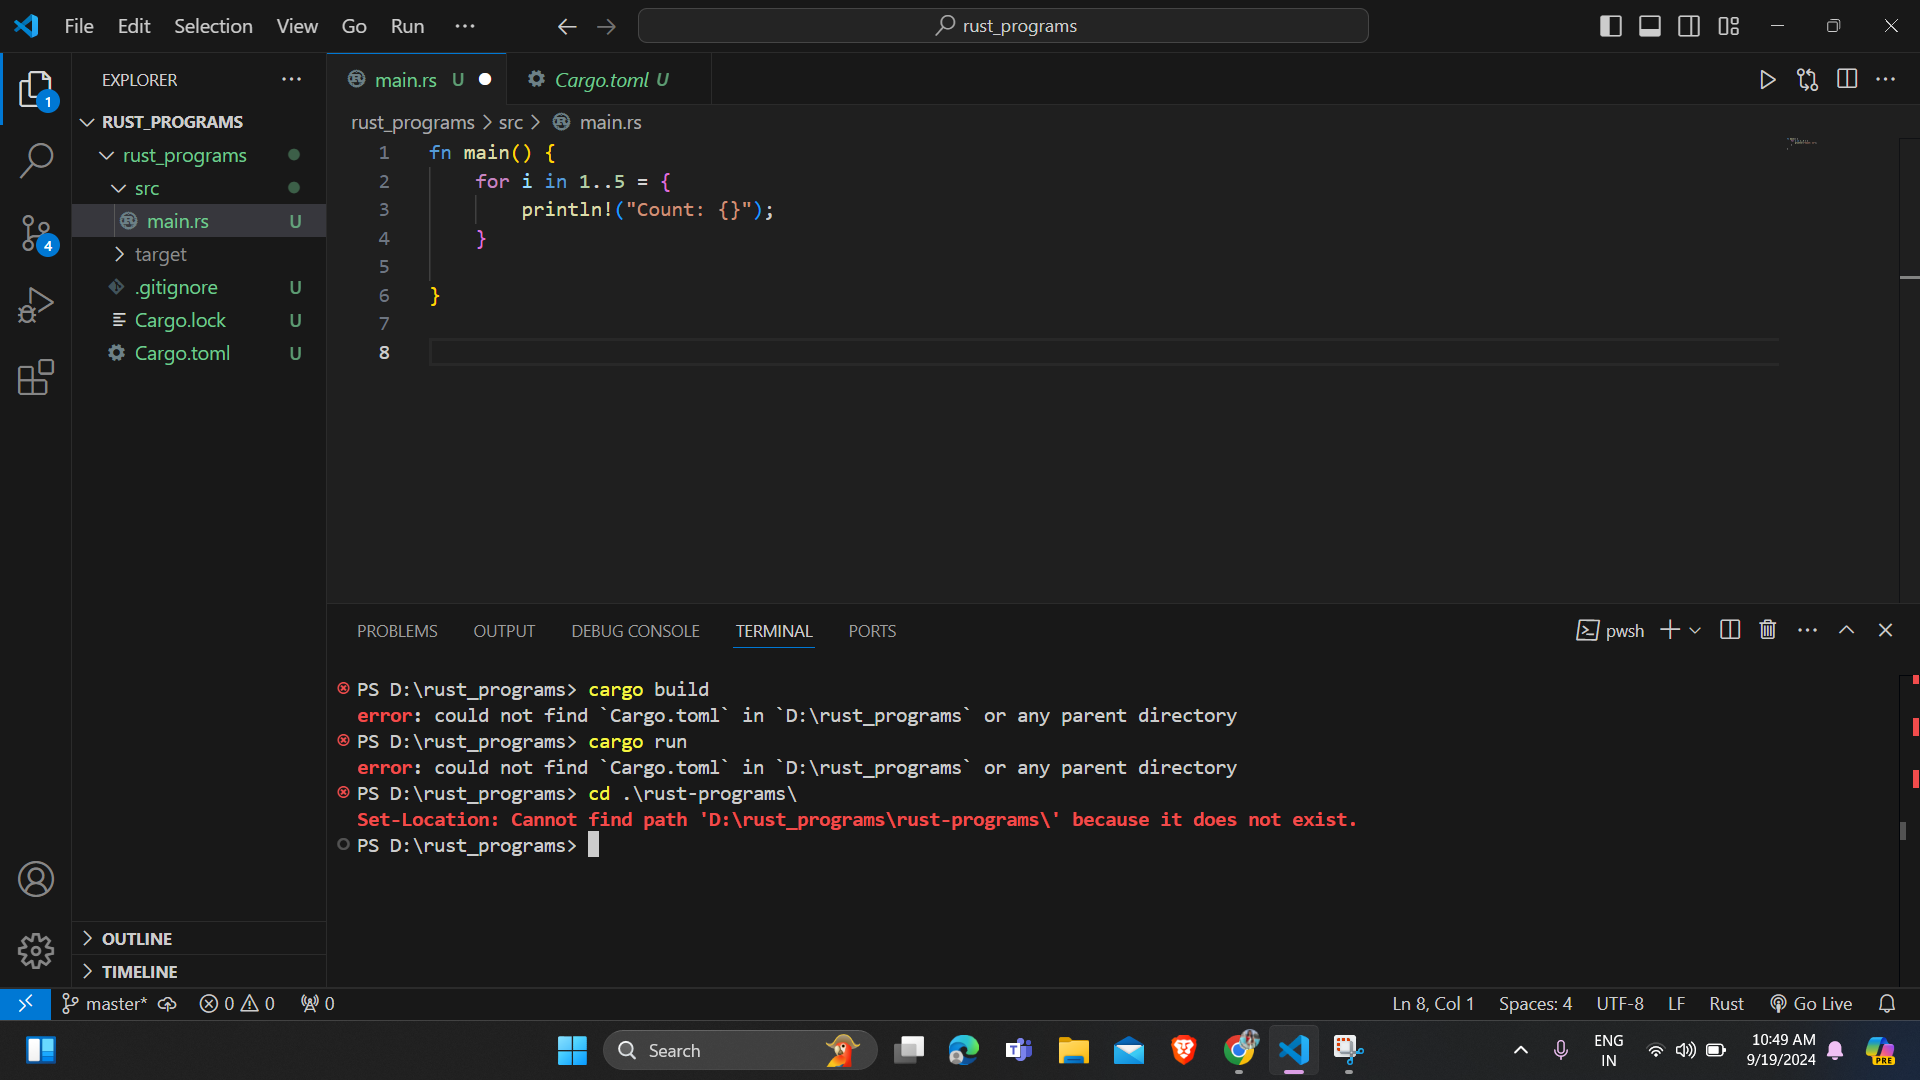 File Edit Selection View Go Run ···
rust_programs
EXPLORER
1
4
RUST_PROGRAMS
rust_programs
src
main.rs U
target
.gitignore U
Cargo.lock U
Cargo.toml U
OUTLINE
TIMELINE
main.rs U
Cargo.toml U
rust_programs > src > main.rs
1 fn main() {
2     for i in 1..5 = {
3         println!("Count: {}");
4     }
5
6 }
7
8
PROBLEMS OUTPUT DEBUG CONSOLE TERMINAL PORTS
pwsh
PS D:\rust_programs> cargo build
error: could not find `Cargo.toml` in `D:\rust_programs` or any parent directory
PS D:\rust_programs> cargo run
error: could not find `Cargo.toml` in `D:\rust_programs` or any parent directory
PS D:\rust_programs> cd .\rust-programs\
Set-Location: Cannot find path 'D:\rust_programs\rust-programs\' because it does not exist.
PS D:\rust_programs>
master* 0 0 0
Ln 8, Col 1 Spaces: 4 UTF-8 LF Rust Go Live
Search
ENG
IN
10:49 AM
9/19/2024
PRE